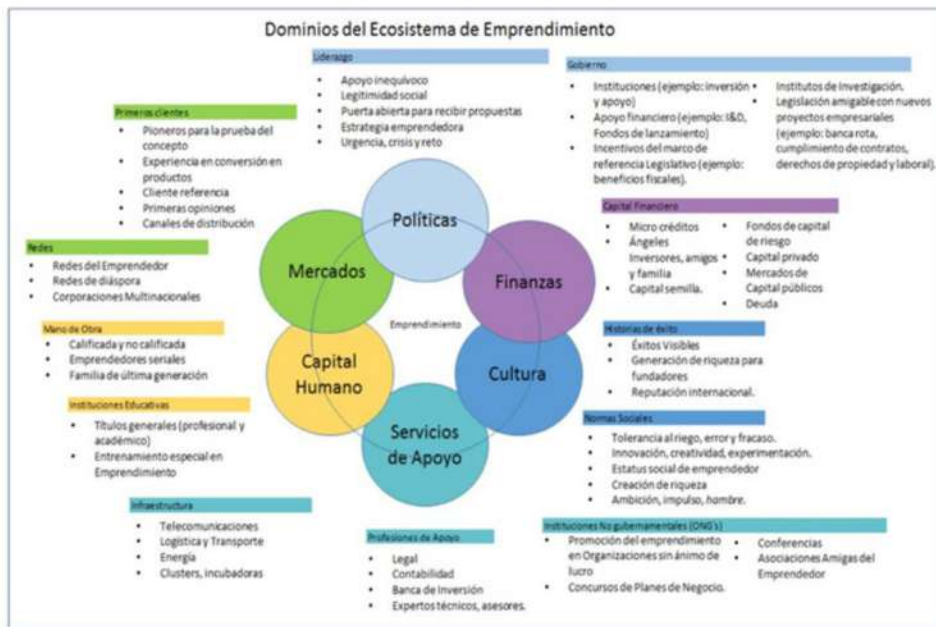 Dominios del Ecosistema de Emprendimiento
Liderazgo
• Apoyo inequívoco
• Legitimidad social
• Puerta abierta para recibir propuestas
• Estrategia emprendedora
• Urgencia, crisis y reto
Gobierno
• Instituciones (ejemplo: inversión
y apoyo)
• Apoyo financiero (ejemplo: I&D,
Fondos de lanzamiento)
• Incentivos del marco de
referencia Legislativo (ejemplo:
beneficios fiscales).
• Institutos de Investigación.
• Legislación amigable con nuevos
proyectos empresariales
(ejemplo: banca rota,
cumplimiento de contratos,
derechos de propiedad y laboral).
Primeros clientes
• Pioneros para la prueba del
concepto
• Experiencia en conversión en
productos
• Cliente referencia
• Primeras opiniones
• Canales de distribución
Redes
• Redes del Emprendedor
• Redes de diáspora
• Corporaciones Multinacionales
Mano de Obra
• Calificada y no calificada
• Emprendedores seriales
• Familia de última generación
Instituciones Educativas
• Títulos generales (profesional y
académico)
• Entrenamiento especial en
Emprendimiento
Infraestructura
• Telecomunicaciones
• Logística y Transporte
• Energía
• Clusters, incubadoras
Políticas
Mercados
Finanzas
Emprendimiento
Capital
Humano
Cultura
Servicios
de Apoyo
Capital Financiero
• Micro créditos
• Ángeles
Inversores, amigos
y familia
• Capital semilla.
• Fondos de capital
de riesgo
• Capital privado
• Mercados de
Capital públicos
• Deuda
Historias de éxito
• Éxitos Visibles
• Generación de riqueza para
fundadores
• Reputación internacional.
Normas Sociales
• Tolerancia al riego, error y fracaso.
• Innovación, creatividad, experimentación.
• Estatus social de emprendedor
• Creación de riqueza
• Ambición, impulso, hambre.
Profesiones de Apoyo
• Legal
• Contabilidad
• Banca de Inversión
• Expertos técnicos, asesores.
Instituciones No gubernamentales (ONG's)
• Promoción del emprendimiento
en Organizaciones sin ánimo de
lucro
• Concursos de Planes de Negocio.
• Conferencias
• Asociaciones Amigas del
Emprendedor